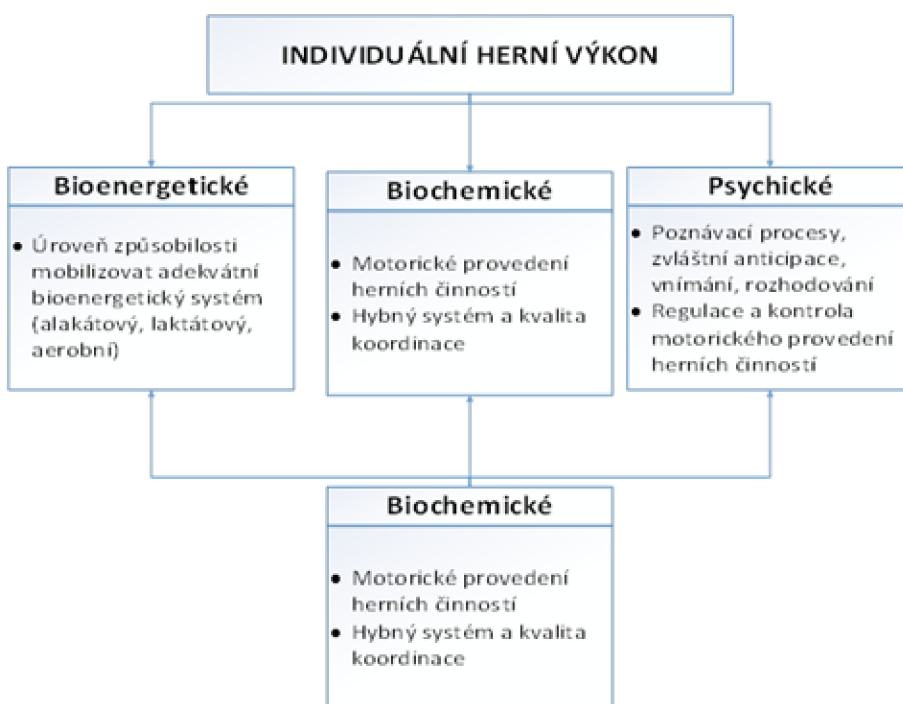 INDIVIDUÁLNÍ HERNÍ VÝKON
Bioenergetické
● Úroveň způsobilosti
mobilizovat adekvátní
bioenergetický systém
(alakátový, laktátový,
aerobní)
Biochemické
● Motorické provedení
herních činností
● Hybný systém a kvalita
koordinace
Psychické
● Poznávací procesy,
zvláštní anticipace,
vnímání, rozhodování
● Regulace a kontrola
motorického provedení
herních činností
Biochemické
● Motorické provedení
herních činností
● Hybný systém a kvalita
koordinace